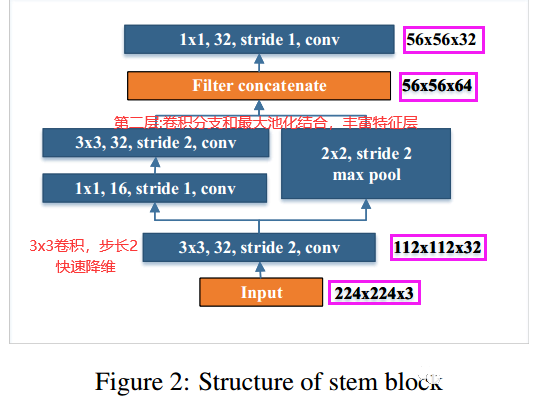 1x1, 32, stride 1, conv
56x56x32
Filter concatenate
56x56x64
第二层:卷积分支和最大池化结合，丰富特征层
3x3, 32, stride 2, conv
2x2, stride 2
max pool
1x1, 16, stride 1, conv
3x3卷积，步长2
快速降维
3x3, 32, stride 2, conv
112x112x32
Input
224x224x3
Figure 2: Structure of stem block